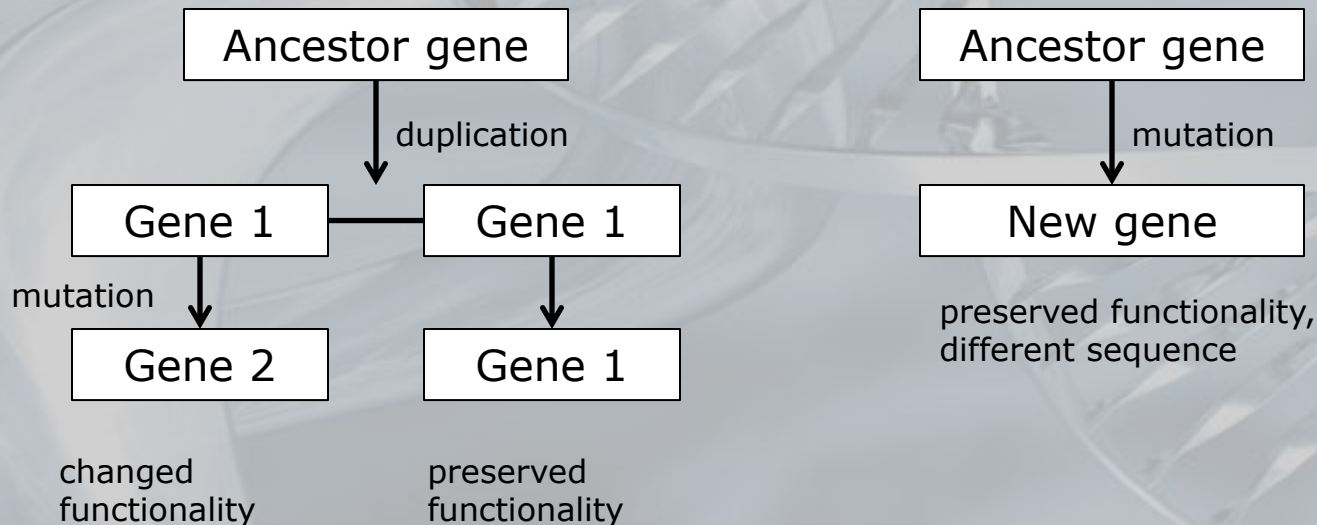 Ancestor gene
duplication
Gene 1
Gene 1
mutation
Gene 2
Gene 1
changed
functionality
preserved
functionality
Ancestor gene
mutation
New gene
preserved functionality,
different sequence